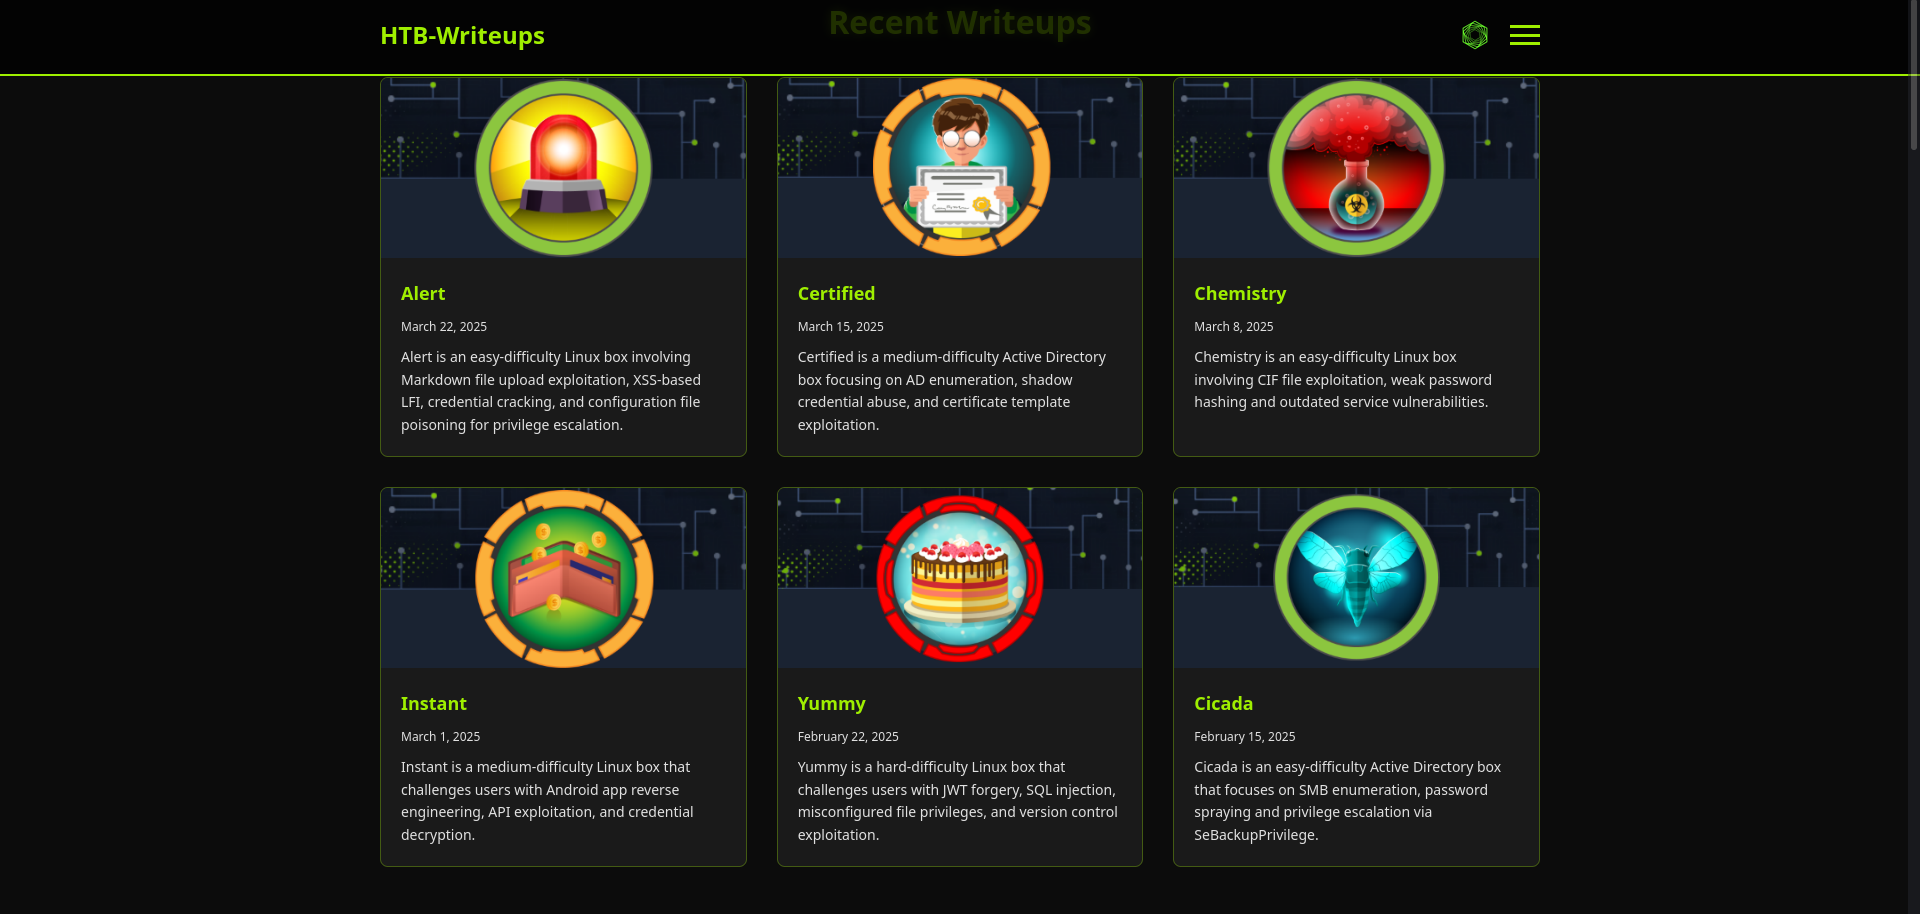 HTB-Writeups
Recent Writeups
Alert
March 22, 2025
Alert is an easy-difficulty Linux box involving
Markdown file upload exploitation, XSS-based
LFI, credential cracking, and configuration file
poisoning for privilege escalation.
Certified
March 15, 2025
Certified is a medium-difficulty Active Directory
box focusing on AD enumeration, shadow
credential abuse, and certificate template
exploitation.
Chemistry
March 8, 2025
Chemistry is an easy-difficulty Linux box
involving CIF file exploitation, weak password
hashing and outdated service vulnerabilities.
Instant
March 1, 2025
Instant is a medium-difficulty Linux box that
challenges users with Android app reverse
engineering, API exploitation, and credential
decryption.
Yummy
February 22, 2025
Yummy is a hard-difficulty Linux box that
challenges users with JWT forgery, SQL injection,
misconfigured file privileges, and version control
exploitation.
Cicada
February 15, 2025
Cicada is an easy-difficulty Active Directory box
that focuses on SMB enumeration, password
spraying and privilege escalation via
SeBackupPrivilege.